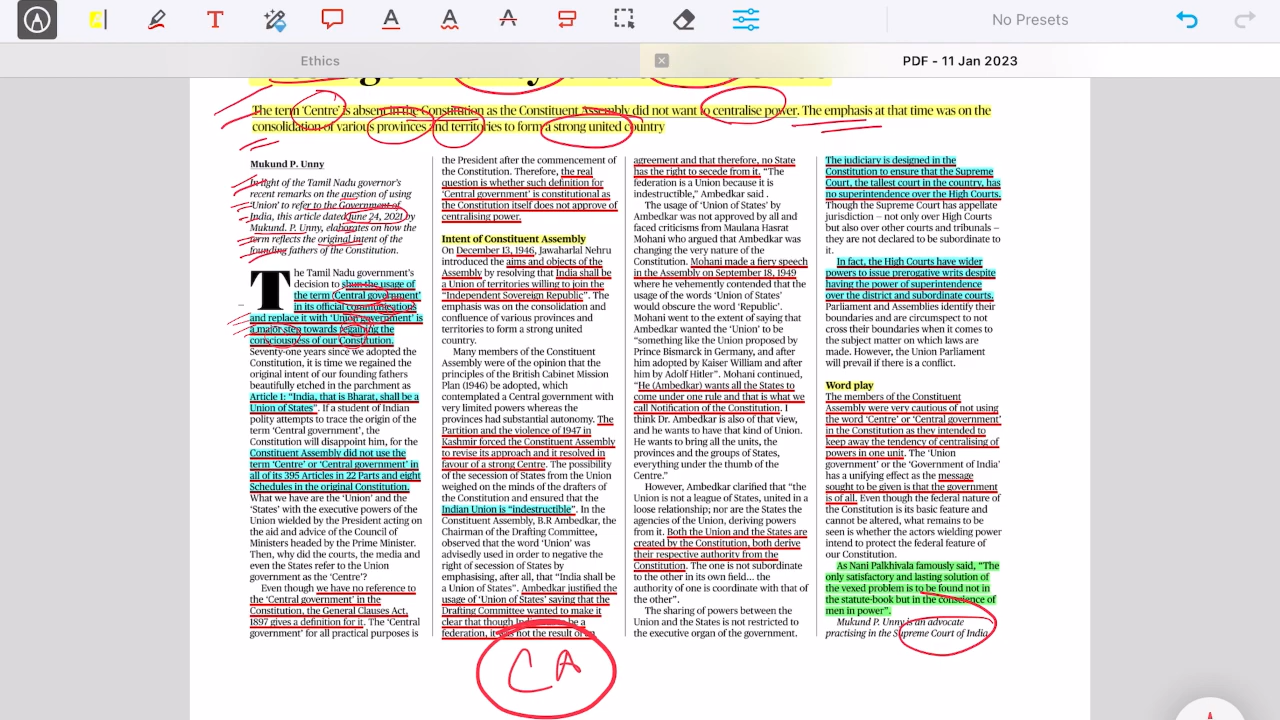 T
A
A
A
No Presets
Ethics
PDF - 11 Jan 2023
The term 'Centre' is absent in the Constitution as the Constituent Assembly did not want to centralise power. The emphasis at that time was on the
consolidation of various provinces and territories to form a strong united country
Mukund P. Unny
In light of the Tamil Nadu governor's
recent remarks on the question of using
'Union' to refer to the Government of
India, this article dated June 24, 2021 by
Mukund. P. Unny, elaborates on how the
term reflects the original intent of the
founding fathers of the Constitution.
The Tamil Nadu government's
decision to shun the usage of
the term 'Central government'
in its official communications
and replace it with 'Union government' is
a major step towards regaining the
consciousness of our Constitution.
Seventy-one years since we adopted the
Constitution, it is time we regained the
original intent of our founding fathers
beautifully etched in the parchment as
Article 1: "India, that is Bharat, shall be a
Union of States". If a student of Indian
polity attempts to trace the origin of the
term 'Central government', the
Constitution will disappoint him, for the
Constituent Assembly did not use the
term 'Centre' or 'Central government' in
all of its 395 Articles in 22 Parts and eight
Schedules in the original Constitution.
What we have are the 'Union' and the
'States' with the executive powers of the
Union wielded by the President acting on
the aid and advice of the Council of
Ministers headed by the Prime Minister.
Then, why did the courts, the media and
even the States refer to the Union
government as the 'Centre'?
Even though we have no reference to
the 'Central government' in the
Constitution, the General Clauses Act,
1897 gives a definition for it. The 'Central
government' for all practical purposes is
the President after the commencement of
the Constitution. Therefore, the real
question is whether such definition for
'Central government' is constitutional as
the Constitution itself does not approve of
centralising power.
Intent of Constituent Assembly
On December 13, 1946, Jawaharlal Nehru
introduced the aims and objects of the
Assembly by resolving that India shall be
a Union of territories willing to join the
"Independent Sovereign Republic". The
emphasis was on the consolidation and
confluence of various provinces and
territories to form a strong united
country.
Many members of the Constituent
Assembly were of the opinion that the
principles of the British Cabinet Mission
Plan (1946) be adopted, which
contemplated a Central government with
very limited powers whereas the
provinces had substantial autonomy. The
Partition and the violence of 1947 in
Kashmir forced the Constituent Assembly
to revise its approach and it resolved in
favour of a strong Centre. The possibility
of the secession of States from the Union
weighed on the minds of the drafters of
the Constitution and ensured that the
Indian Union is "indestructible". In the
Constituent Assembly, B.R Ambedkar, the
Chairman of the Drafting Committee,
observed that the word 'Union' was
advisedly used in order to negative the
right of secession of States by
emphasising, after all, that "India shall be
a Union of States". Ambedkar justified the
usage of 'Union of States' saying that the
Drafting Committee wanted to make it
clear that though India was to be a
federation, it was not the result of an
CA
agreement and that therefore, no State
has the right to secede from it. "The
federation is a Union because it is
indestructible," Ambedkar said .
The usage of 'Union of States' by
Ambedkar was not approved by all and
faced criticisms from Maulana Hasrat
Mohani who argued that Ambedkar was
changing the very nature of the
Constitution. Mohani made a fiery speech
in the Assembly on September 18, 1949
where he vehemently contended that the
usage of the words 'Union of States'
would obscure the word 'Republic'.
Mohani went to the extent of saying that
Ambedkar wanted the 'Union' to be
"something like the Union proposed by
Prince Bismarck in Germany, and after
him adopted by Kaiser William and after
him by Adolf Hitler". Mohani continued,
"He (Ambedkar) wants all the States to
come under one rule and that is what we
call Notification of the Constitution. I
think Dr. Ambedkar is also of that view,
and he wants to have that kind of Union.
He wants to bring all the units, the
provinces and the groups of States,
everything under the thumb of the
Centre."
However, Ambedkar clarified that "the
Union is not a league of States, united in a
loose relationship; nor are the States the
agencies of the Union, deriving powers
from it. Both the Union and the States are
created by the Constitution, both derive
their respective authority from the
Constitution. The one is not subordinate
to the other in its own field... the
authority of one is coordinate with that of
the other".
The sharing of powers between the
Union and the States is not restricted to
the executive organ of the government.
The judiciary is designed in the
Constitution to ensure that the Supreme
Court, the tallest court in the country, has
no superintendence over the High Courts.
Though the Supreme Court has appellate
jurisdiction – not only over High Courts
but also over other courts and tribunals –
they are not declared to be subordinate to
it.
In fact, the High Courts have wider
powers to issue prerogative writs despite
having the power of superintendence
over the district and subordinate courts.
Parliament and Assemblies identify their
boundaries and are circumspect to not
cross their boundaries when it comes to
the subject matter on which laws are
made. However, the Union Parliament
will prevail if there is a conflict.
Word play
The members of the Constituent
Assembly were very cautious of not using
the word 'Centre' or 'Central government'
in the Constitution as they intended to
keep away the tendency of centralising of
powers in one unit. The 'Union
government' or the 'Government of India'
has a unifying effect as the message
sought to be given is that the government
is of all. Even though the federal nature of
the Constitution is its basic feature and
cannot be altered, what remains to be
seen is whether the actors wielding power
intend to protect the federal feature of
our Constitution.
As Nani Palkhivala famously said, "The
only satisfactory and lasting solution of
the vexed problem is to be found not in
the statute-book but in the conscience of
men in power".
Mukund P. Unny is an advocate
practising in the Supreme Court of India